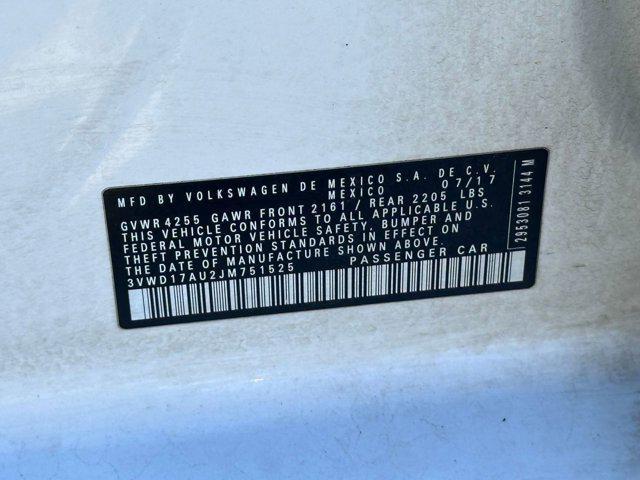 MFD BY VOLKSWAGEN DE MEXICO S.A. DE C.V.
MEXICO 07/17
GVWR 4255 GAWR FRONT 2161 / REAR 2205 LBS
THIS VEHICLE CONFORMS TO ALL APPLICABLE U.S.
FEDERAL MOTOR VEHICLE SAFETY, BUMPER AND
THEFT PREVENTION STANDARDS IN EFFECT ON
THE DATE OF MANUFACTURE SHOWN ABOVE.
3VWD17AU2JM751525 PASSENGER CAR
2953081 3144 M